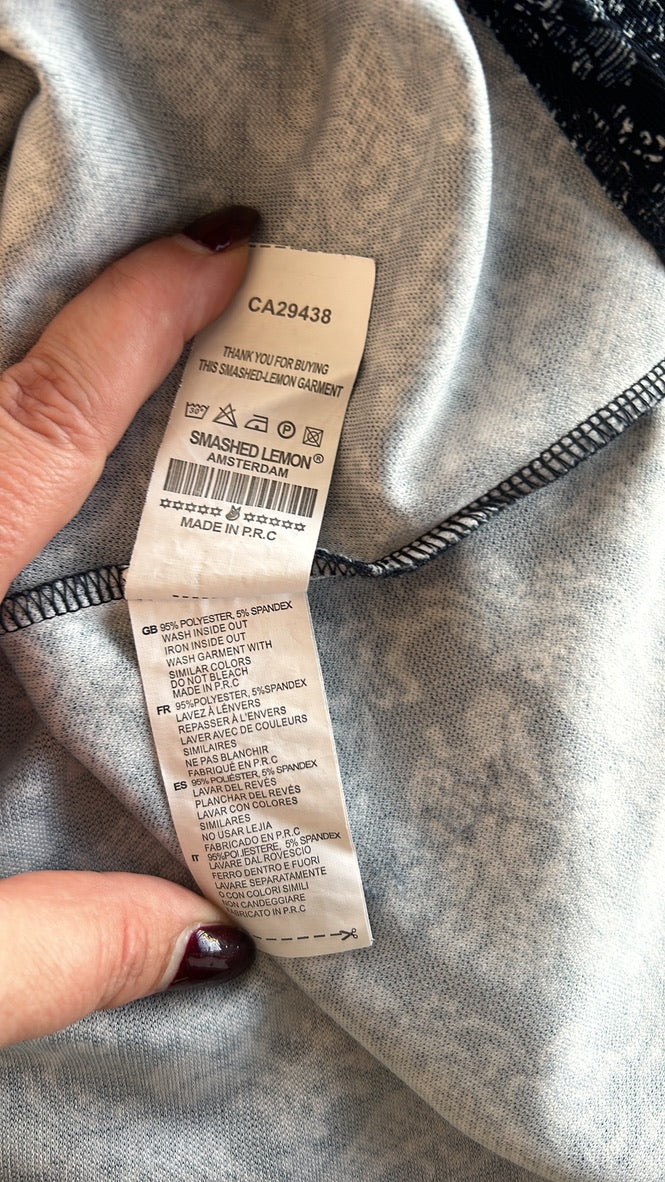 CA29438
THANK YOU FOR BUYING
THIS SMASHED-LEMON GARMENT
30°
P
SMASHED LEMON®
AMSTERDAM
MADE IN P.R.C
GB 95% POLYESTER, 5% SPANDEX
WASH INSIDE OUT
IRON INSIDE OUT
WASH GARMENT WITH
SIMILAR COLORS
DO NOT BLEACH
MADE IN P.R.C
FR 95%POLYESTER, 5%SPANDEX
LAVEZ À LÉNVERS
REPASSER À L'ENVERS
LAVER AVEC DE COULEURS
SIMILAIRES
NE PAS BLANCHIR
FABRIQUÉ EN P.R.C
ES 95% POLIÉSTER, 5% SPANDEX
LAVAR DEL REVÉS
PLANCHAR DEL REVÉS
LAVAR CON COLORES
SIMILARES
NO USAR LEJIA
FABRICADO EN P.R.C
IT 95%POLIESTERE, 5% SPANDEX
LAVARE DAL ROVESCIO
FERRO DENTRO E FUORI
LAVARE SEPARATAMENTE
O CON COLORI SIMILI
NON CANDEGGIARE
FABRICATO IN P.R.C